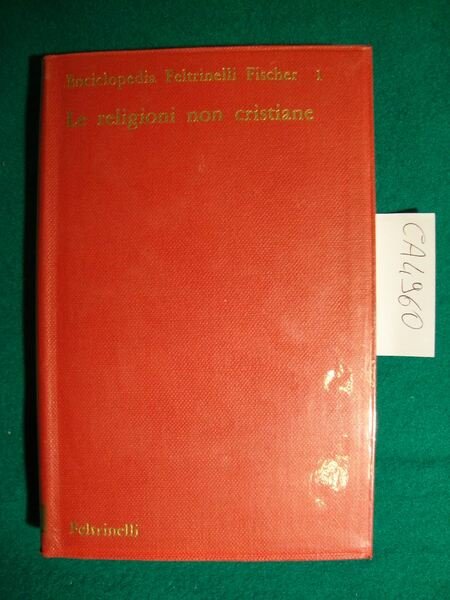 Enciclopedia Feltrinelli Fischer 1
Le religioni non cristiane
CA4960
Feltrinelli